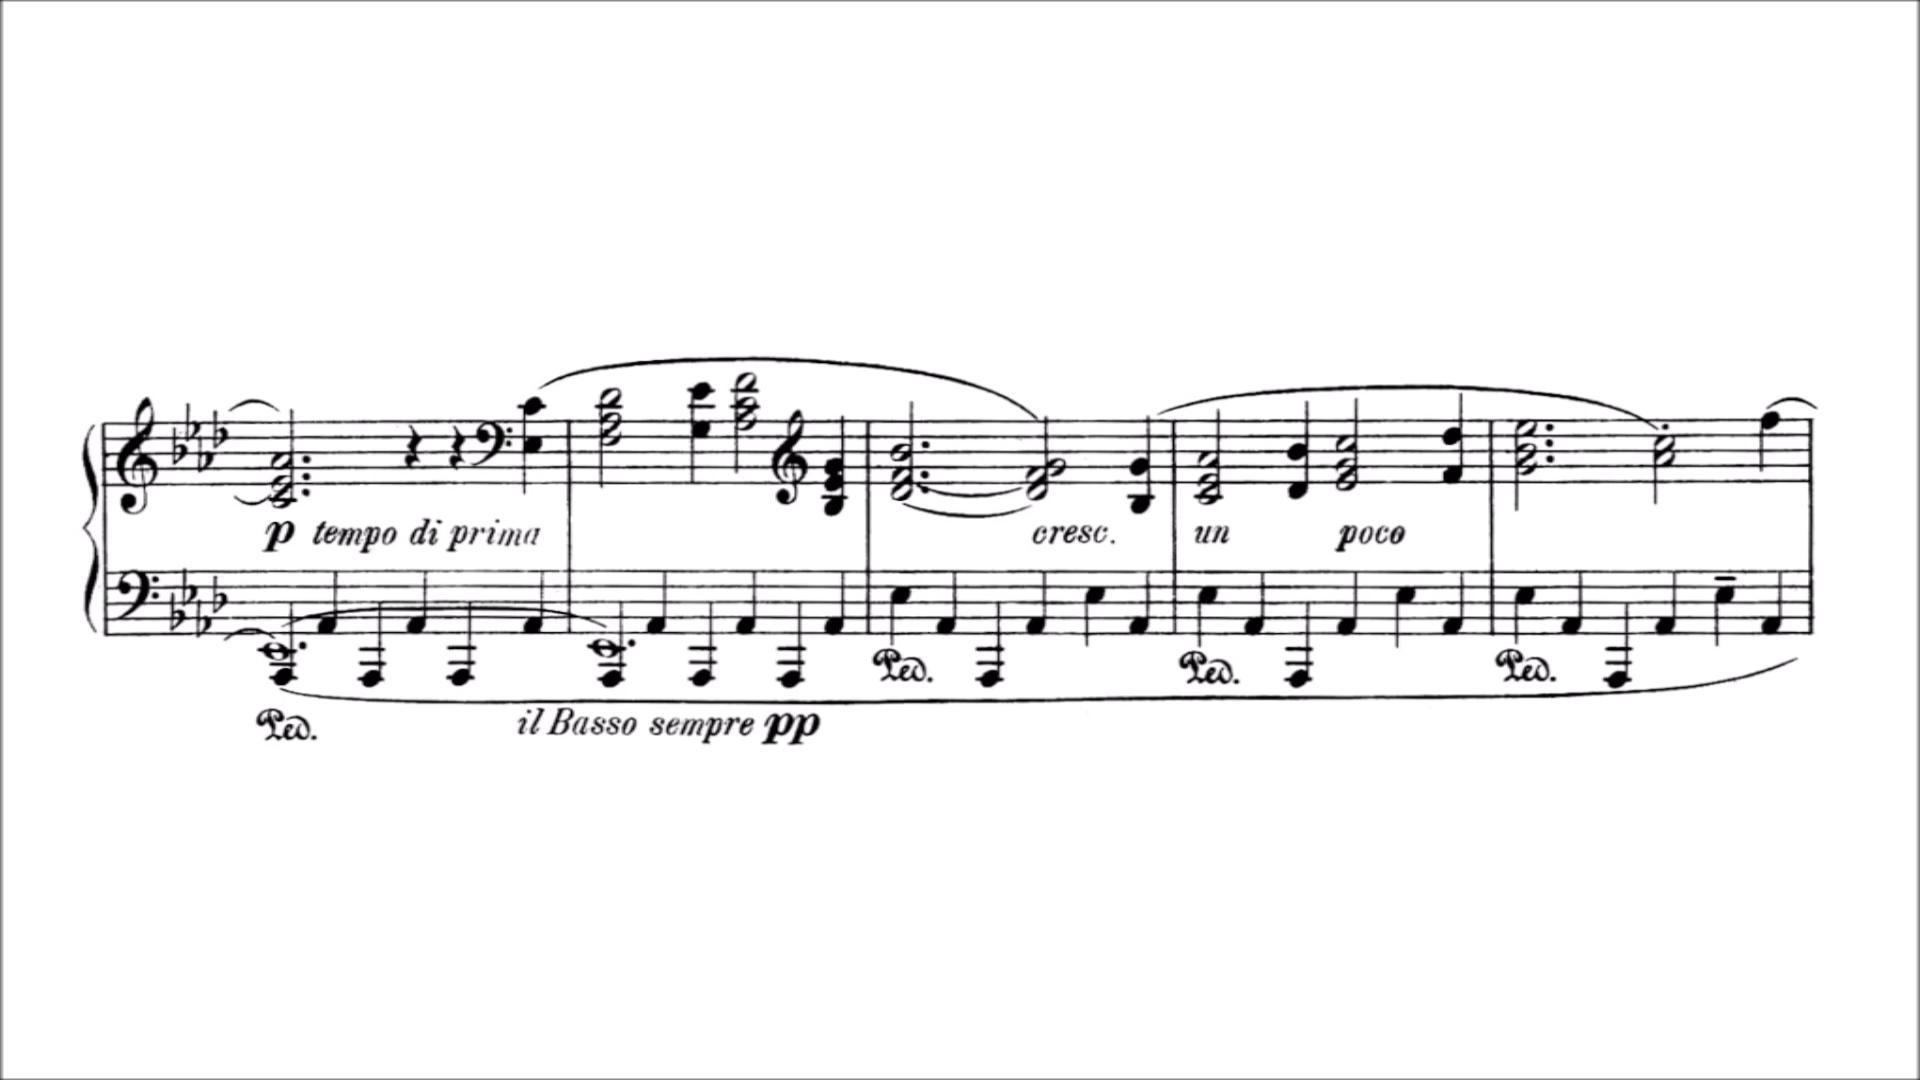 p tempo di prima
cresc. un poco
Ped. Ped. Ped.
Ped. il Basso sempre pp